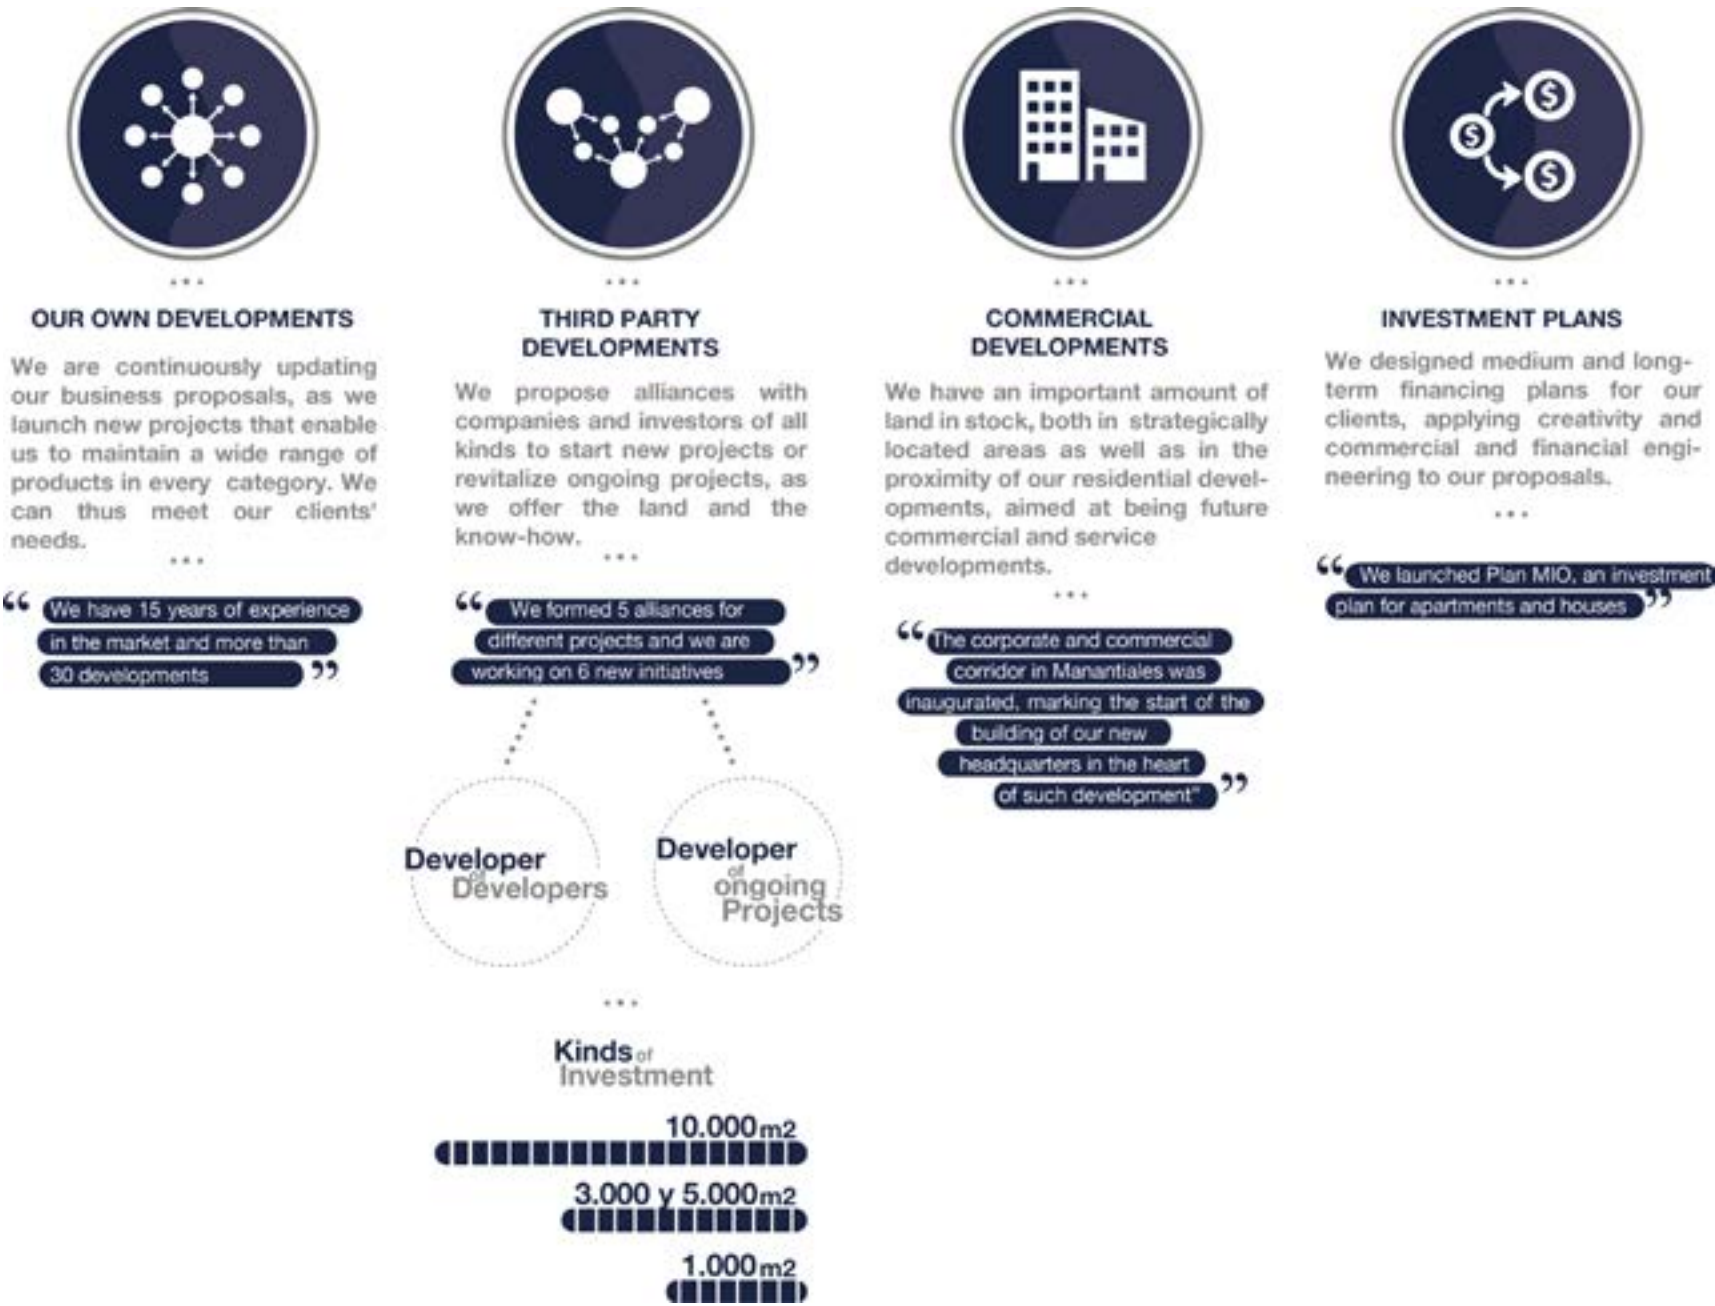 OUR OWN DEVELOPMENTS
We are continuously updating
our business proposals, as we
launch new projects that enable
us to maintain a wide range of
products in every category. We
can thus meet our clients'
needs.
“ We have 15 years of experience
in the market and more than
30 developments ”
THIRD PARTY
DEVELOPMENTS
We propose alliances with
companies and investors of all
kinds to start new projects or
revitalize ongoing projects, as
we offer the land and the
know-how.
“ We formed 5 alliances for
different projects and we are
working on 6 new initiatives ”
Developer
of
Developers
Developer
of
ongoing
Projects
Kinds of
Investment
10.000 m2
3.000 y 5.000 m2
1.000 m2
COMMERCIAL
DEVELOPMENTS
We have an important amount of
land in stock, both in strategically
located areas as well as in the
proximity of our residential devel-
opments, aimed at being future
commercial and service
developments.
“ The corporate and commercial
corridor in Manantiales was
inaugurated, marking the start of the
building of our new
headquarters in the heart
of such development" ”
$
$
$
INVESTMENT PLANS
We designed medium and long-
term financing plans for our
clients, applying creativity and
commercial and financial engi-
neering to our proposals.
“ We launched Plan MIO, an investment
plan for apartments and houses ”